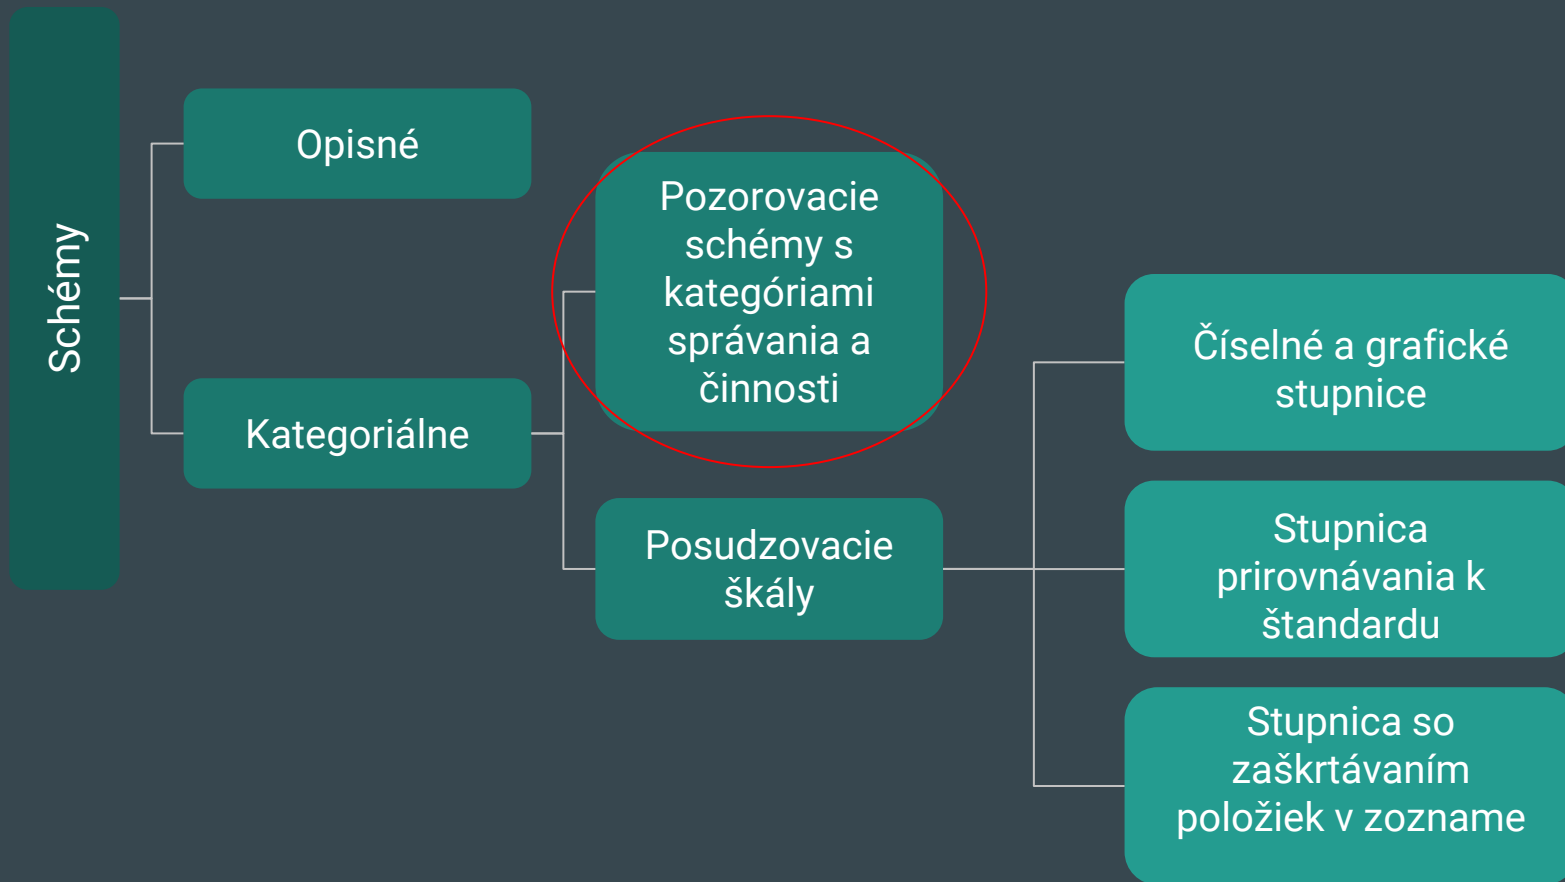 Schémy
Opisné
Kategoriálne
Pozorovacie
schémy s
kategóriami
správania a
činnosti
Posudzovacie
škály
Číselné a grafické
stupnice
Stupnica
prirovnávania k
štandardu
Stupnica so
zaškrtávaním
položiek v zozname